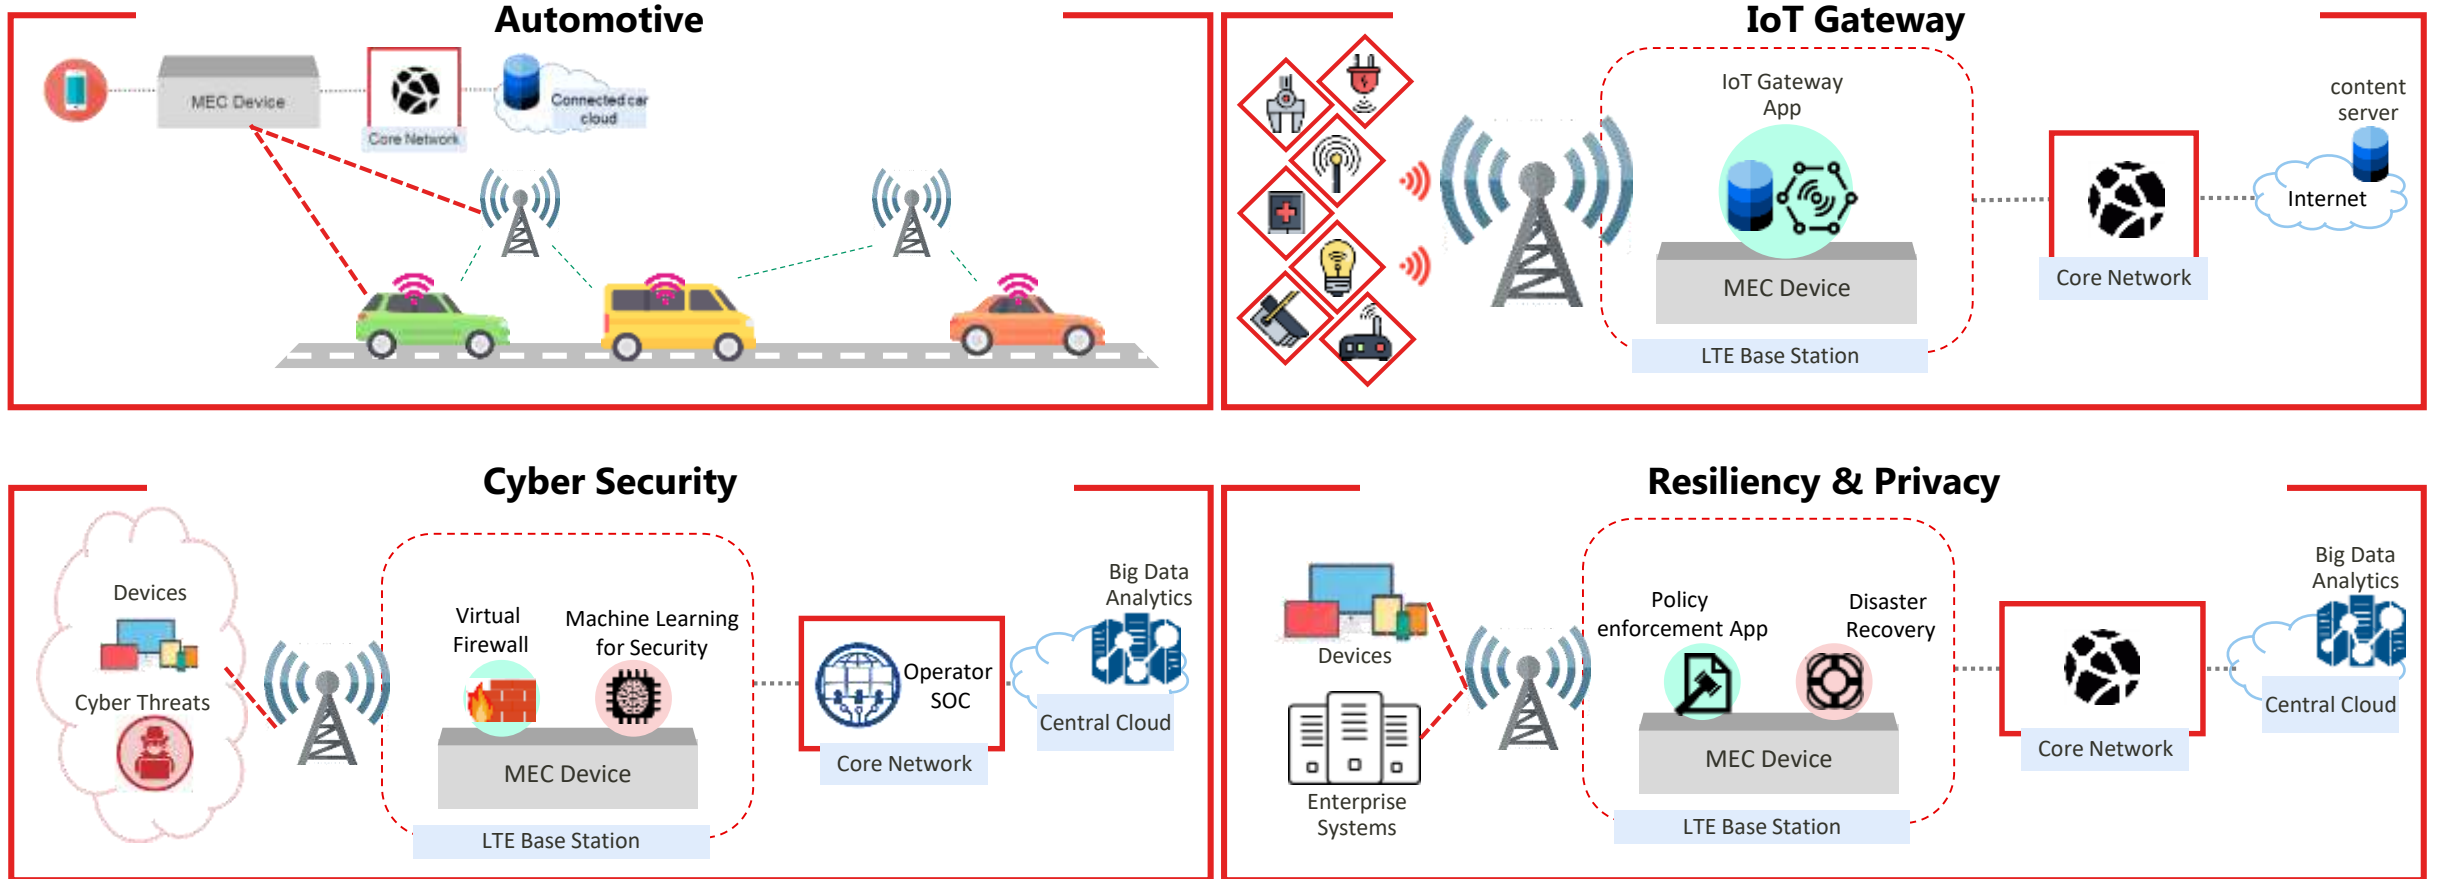 Automotive
MEC Device
Core Network
Connected car
cloud
IoT Gateway
IoT Gateway
App
MEC Device
LTE Base Station
Core Network
content
server
Internet
Cyber Security
Devices
Cyber Threats
Virtual
Firewall
Machine Learning
for Security
MEC Device
LTE Base Station
Operator
SOC
Core Network
Big Data
Analytics
Central Cloud
Resiliency & Privacy
Devices
Enterprise
Systems
Policy
enforcement App
Disaster
Recovery
MEC Device
LTE Base Station
Core Network
Big Data
Analytics
Central Cloud